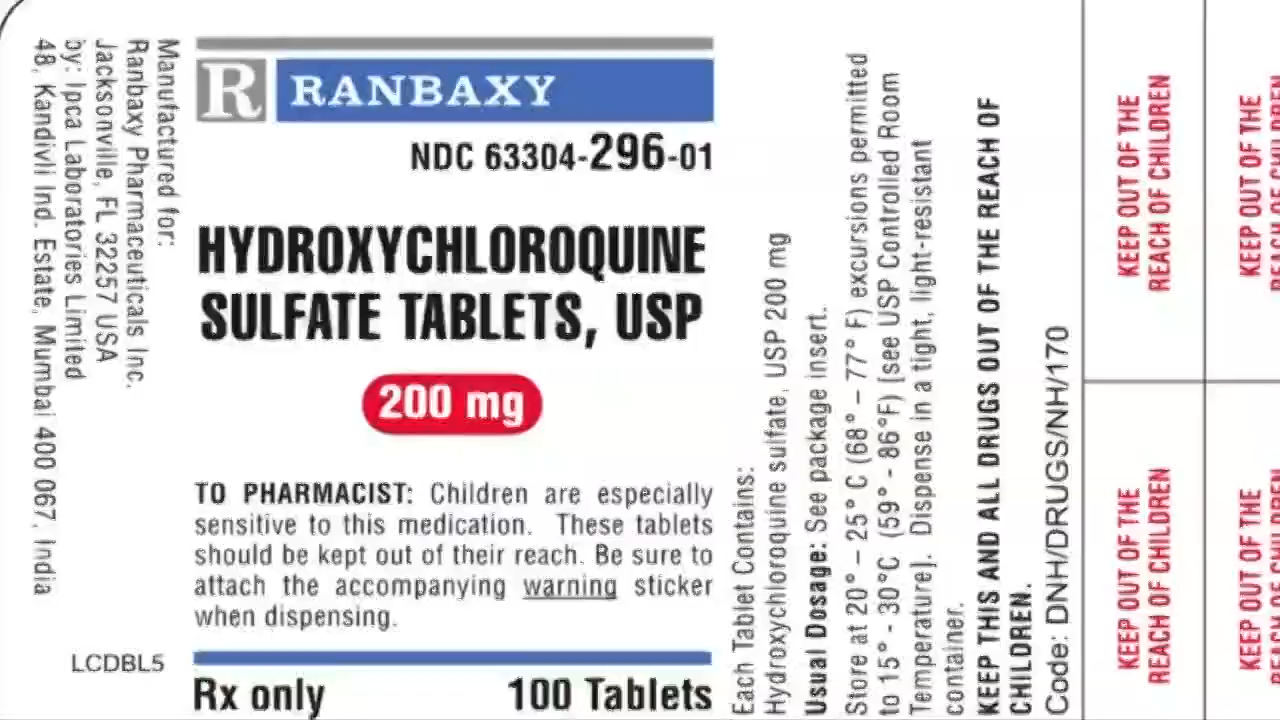 Manufactured for:
Ranbaxy Pharmaceuticals Inc.
Jacksonville, FL 32257 USA
by: Ipca Laboratories Limited
48, Kandivli Ind. Estate, Mumbai 400 067, India
LCDBL5
R RANBAXY
NDC 63304-296-01
HYDROXYCHLOROQUINE
SULFATE TABLETS, USP
200 mg
TO PHARMACIST: Children are especially
sensitive to this medication. These tablets
should be kept out of their reach. Be sure to
attach the accompanying warning sticker
when dispensing.
Rx only 100 Tablets
Each Tablet Contains:
Hydroxychloroquine sulfate, USP 200 mg
Usual Dosage: See package insert.
Store at 20° – 25° C (68° – 77° F) excursions permitted
to 15° - 30°C (59° - 86°F) [see USP Controlled Room
Temperature]. Dispense in a tight, light-resistant
container.
KEEP THIS AND ALL DRUGS OUT OF THE REACH OF
CHILDREN.
Code: DNH/DRUGS/NH/170
KEEP OUT OF THE
REACH OF CHILDREN
KEEP OUT OF THE
REACH OF CHILDREN
KEEP OUT OF THE
REACH OF CHILDREN
KEEP OUT OF THE
REACH OF CHILDREN